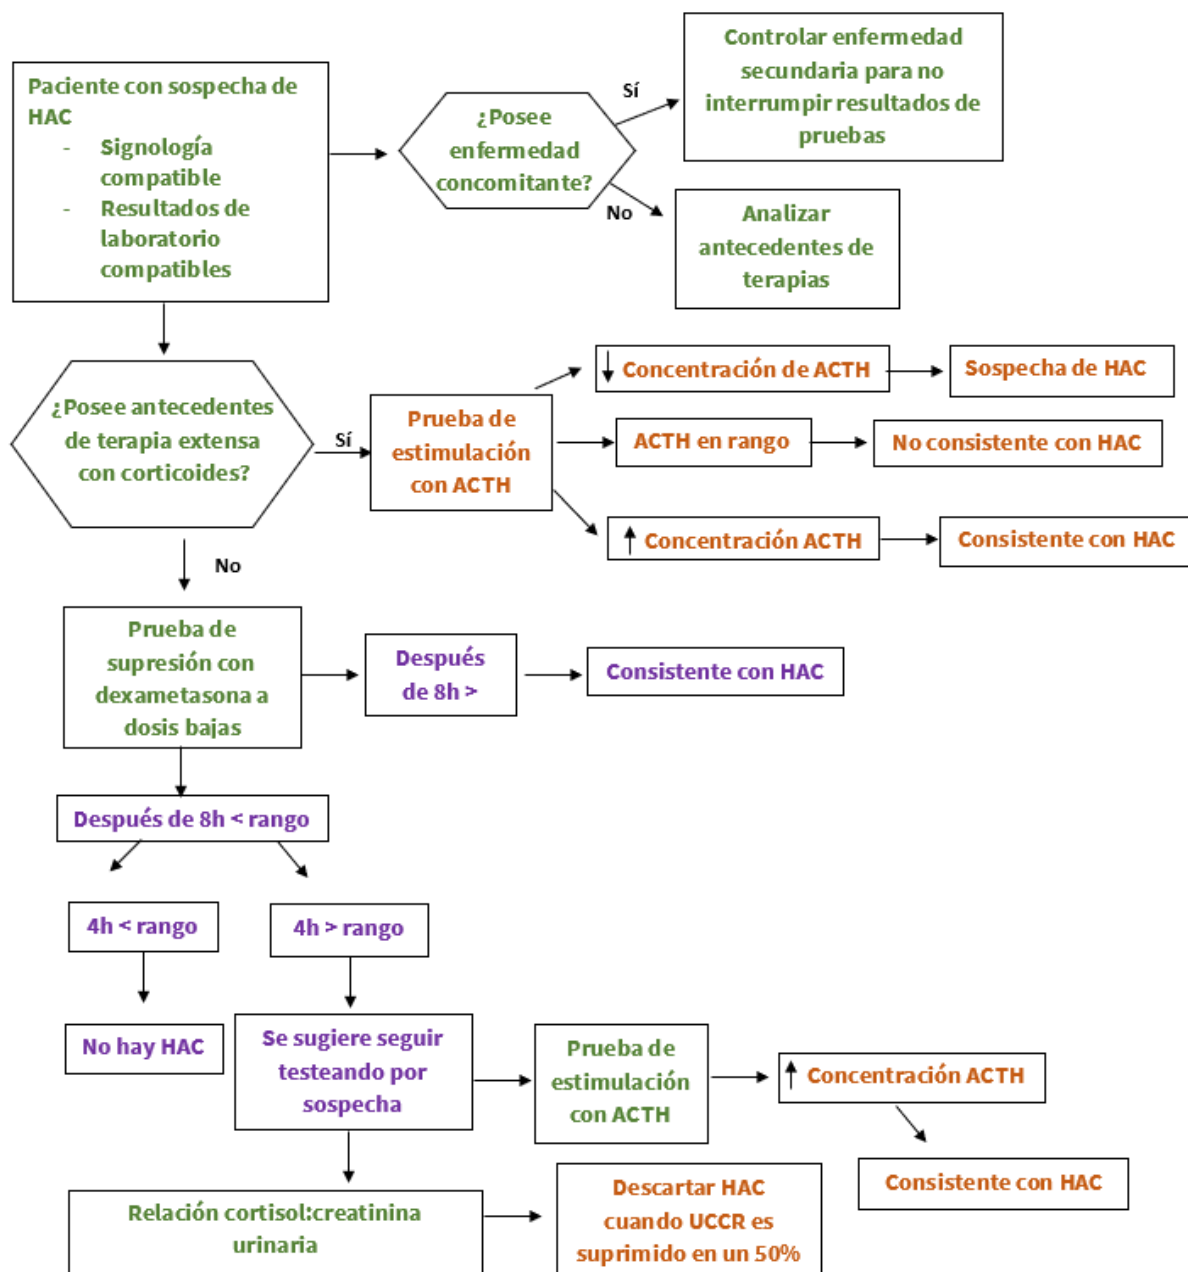 Paciente con sospecha de
HAC
- Signología
compatible
- Resultados de
laboratorio
compatibles
¿Posee
enfermedad
concomitante?
Sí
Controlar enfermedad
secundaria para no
interrumpir resultados de
pruebas
No
Analizar
antecedentes de
terapias
¿Posee antecedentes
de terapia extensa
con corticoides?
Sí
Prueba de
estimulación
con ACTH
↓ Concentración de ACTH
Sospecha de HAC
ACTH en rango
No consistente con HAC
↑ Concentración ACTH
Consistente con HAC
No
Prueba de
supresión con
dexametasona a
dosis bajas
Después
de 8h >
Consistente con HAC
Después de 8h < rango
4h < rango
4h > rango
No hay HAC
Se sugiere seguir
testeando por
sospecha
Prueba de
estimulación
con ACTH
↑ Concentración ACTH
Consistente con HAC
Relación cortisol:creatinina
urinaria
Descartar HAC
cuando UCCR es
suprimido en un 50%